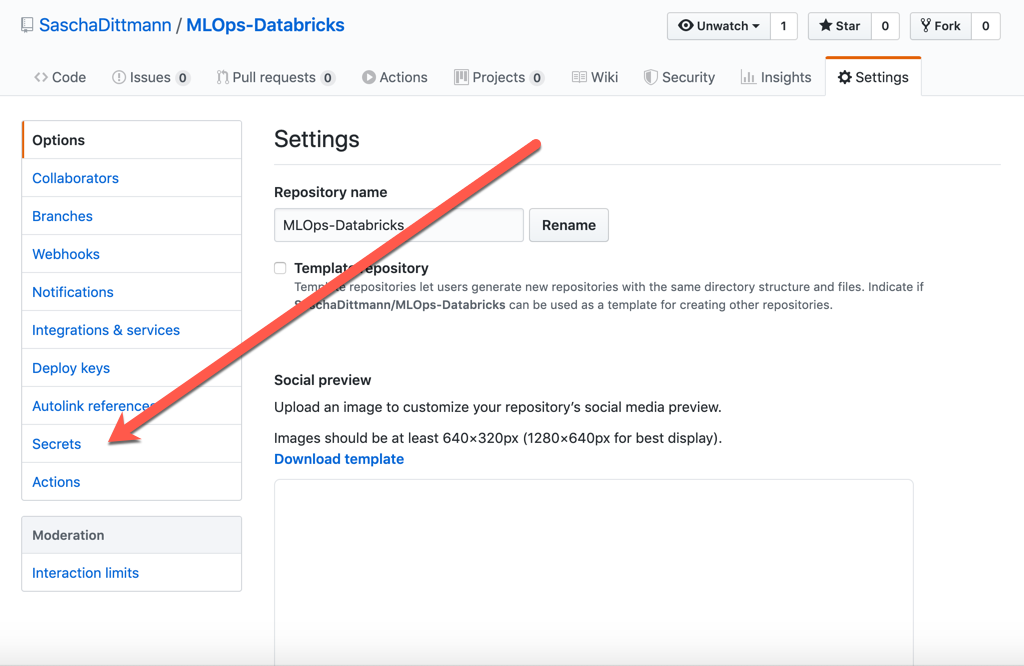 SaschaDittmann / MLOps-Databricks
Unwatch 1 Star 0 Fork 0
Code Issues 0 Pull requests 0 Actions Projects 0 Wiki Security Insights Settings
Options
Collaborators
Branches
Webhooks
Notifications
Integrations & services
Deploy keys
Autolink references
Secrets
Actions
Moderation
Interaction limits
Settings
Repository name
MLOps-Databricks Rename
Template repository
Template repositories let users generate new repositories with the same directory structure and files. Indicate if
SaschaDittmann/MLOps-Databricks can be used as a template for creating other repositories.
Social preview
Upload an image to customize your repository’s social media preview.
Images should be at least 640×320px (1280×640px for best display).
Download template